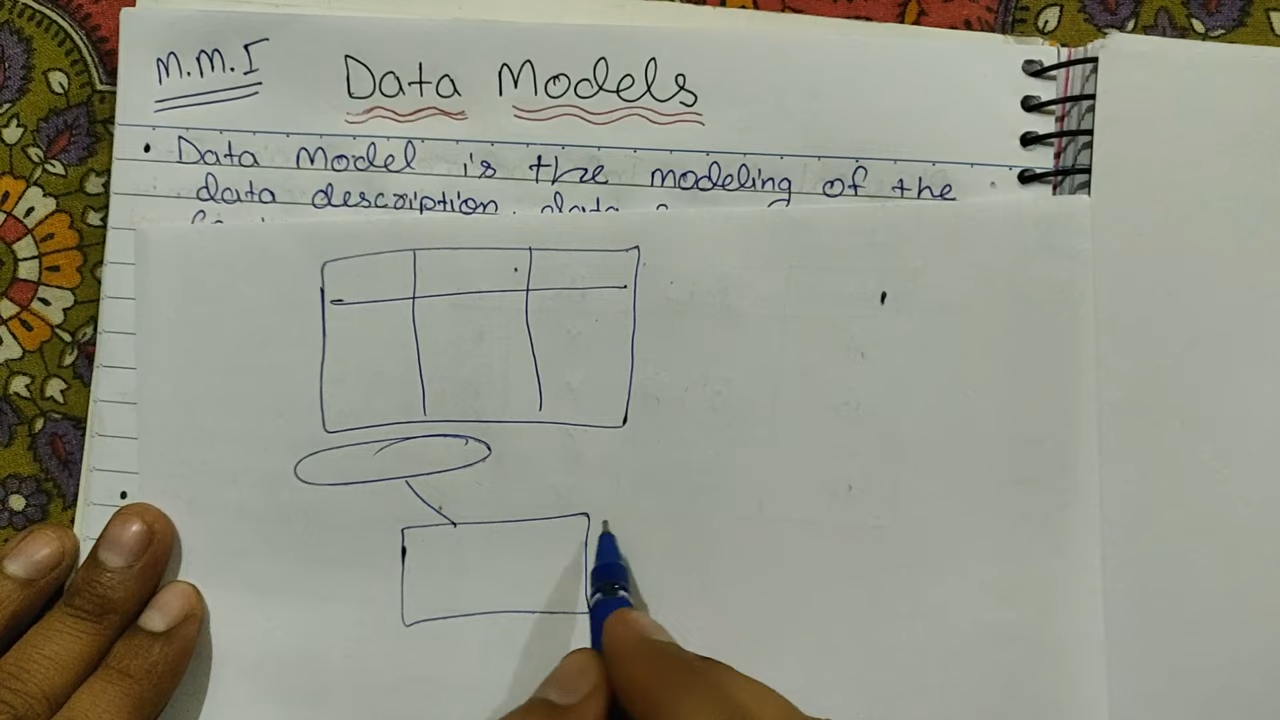 M.M.I
Data Models
• Data Model is the modeling of the
data description.